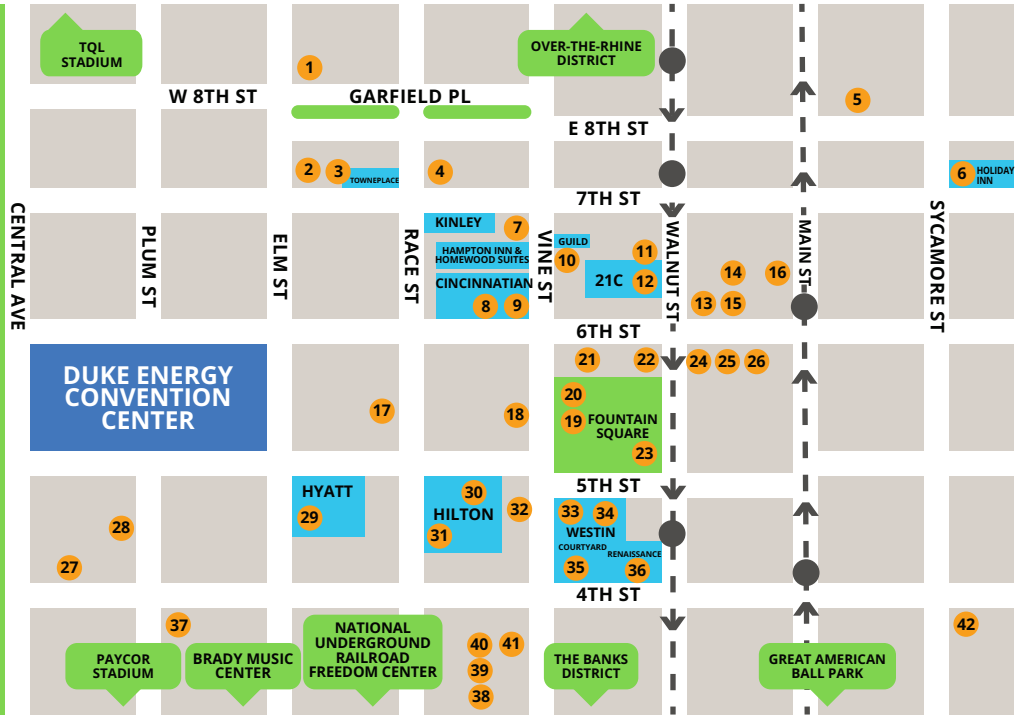 TQL
STADIUM
OVER-THE-RHINE
DISTRICT
1
W 8TH ST
GARFIELD PL
5
E 8TH ST
2
3
TOWNEPLACE
4
6
HOLIDAY
INN
7TH ST
CENTRAL AVE
PLUM ST
ELM ST
RACE ST
VINE ST
WALNUT ST
MAIN ST
SYCAMORE ST
KINLEY
7
HAMPTON INN &
HOMEWOOD SUITES
CINCINNATIAN
8
9
GUILD
10
11
21C
12
14
16
13
15
6TH ST
DUKE ENERGY
CONVENTION
CENTER
21
22
24
25
26
20
17
18
19
FOUNTAIN
SQUARE
23
5TH ST
HYATT
29
30
HILTON
31
32
33
34
WESTIN
COURTYARD
RENAISSANCE
35
36
28
27
4TH ST
37
42
PAYCOR
STADIUM
BRADY MUSIC
CENTER
NATIONAL
UNDERGROUND
RAILROAD
FREEDOM CENTER
40
41
39
38
THE BANKS
DISTRICT
GREAT AMERICAN
BALL PARK